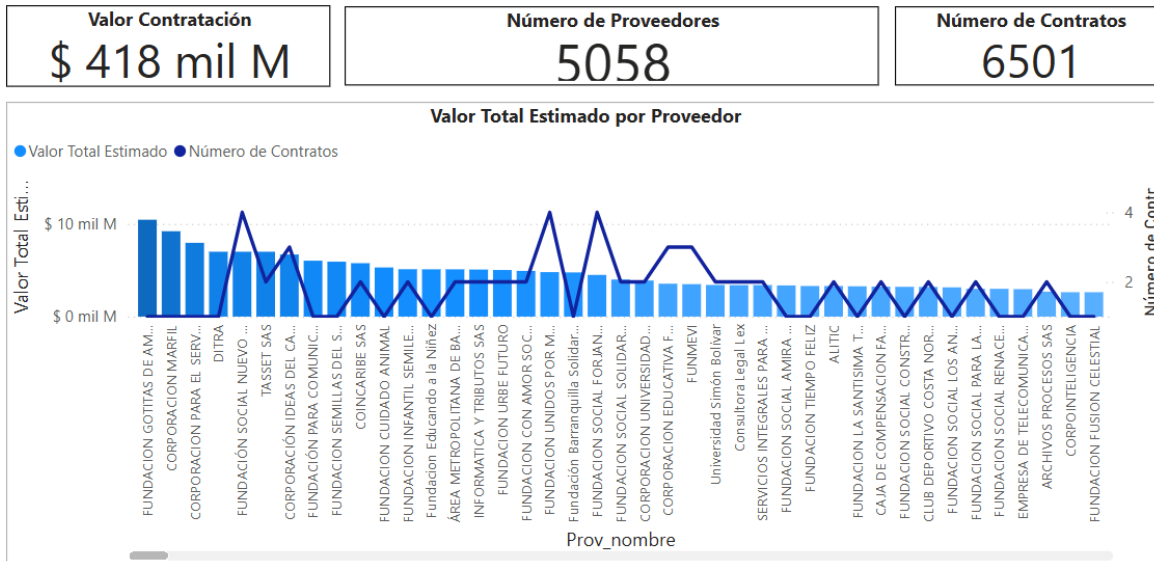 Valor Contratación
$ 418 mil M
Número de Proveedores
5058
Número de Contratos
6501
Valor Total Estimado por Proveedor
Valor Total Estimado
Número de Contratos
Valor Total Esti...
$ 10 mil M
$ 0 mil M
4
2
Número de Contr
FUNDACION GOTITAS DE AM...
CORPORACION MARFIL
CORPORACION PARA EL SERV...
DITRA
FUNDACIÓN SOCIAL NUEVO ...
TASSET SAS
CORPORACIÓN IDEAS DEL CA...
FUNDACIÓN PARA COMUNIC...
FUNDACION SEMILLAS DEL S...
COINCARIBE SAS
FUNDACION CUIDADO ANIMAL
FUNDACION INFANTIL SEMILE...
Fundacion Educando a la Niñez
ÁREA METROPOLITANA DE BA...
INFORMATICA Y TRIBUTOS SAS
FUNDACION URBE FUTURO
FUNDACION CON AMOR SOC...
FUNDACION UNIDOS POR M...
Fundación Barranquilla Solidar...
FUNDACION SOCIAL FORJAN...
FUNDACION SOCIAL SOLIDAR...
CORPORACION UNIVERSIDAD...
CORPORACION EDUCATIVA F...
FUNMEVI
Universidad Simón Bolívar
Consultora Legal Lex
SERVICIOS INTEGRALES PARA ...
FUNDACION SOCIAL AMIRA ...
FUNDACION TIEMPO FELIZ
ALITIC
FUNDACION LA SANTISIMA T...
CAJA DE COMPENSACION FA...
FUNDACION SOCIAL CONSTR...
CLUB DEPORTIVO COSTA NOR...
FUNDACION SOCIAL LOS AN...
FUNDACION SOCIAL PARA LA ...
FUNDACION SOCIAL RENACE...
EMPRESA DE TELECOMUNICA...
ARCHIVOS PROCESOS SAS
CORPOINTELIGENCIA
FUNDACION FUSION CELESTIAL
Prov_nombre